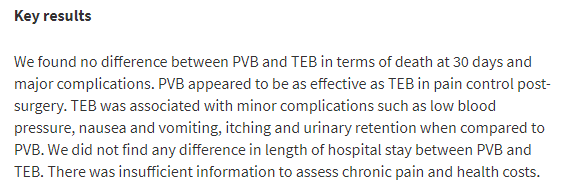 Key results
We found no difference between PVB and TEB in terms of death at 30 days and
major complications. PVB appeared to be as effective as TEB in pain control post-
surgery. TEB was associated with minor complications such as low blood
pressure, nausea and vomiting, itching and urinary retention when compared to
PVB. We did not find any difference in length of hospital stay between PVB and
TEB. There was insufficient information to assess chronic pain and health costs.